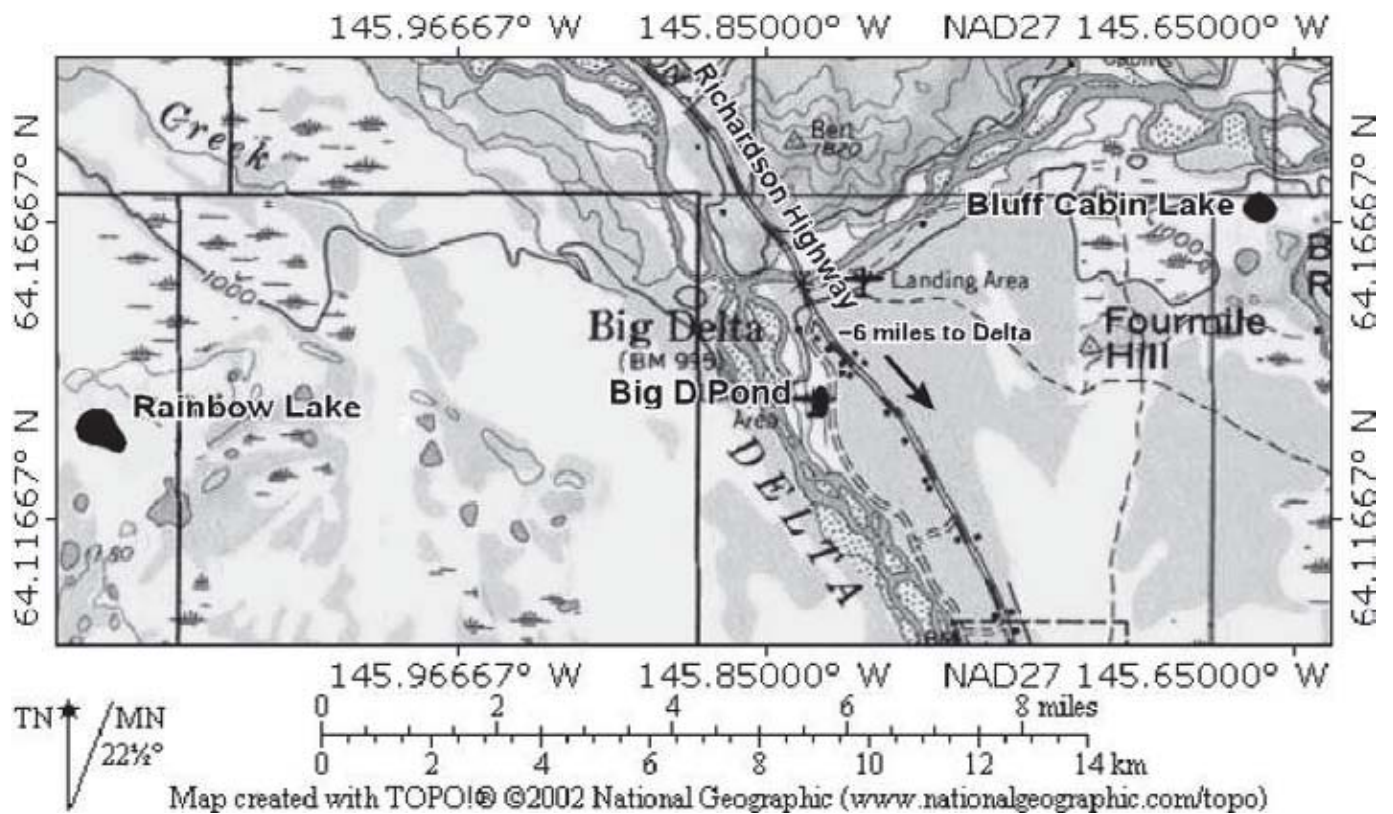 145.96667° W 145.85000° W NAD27 145.65000° W
64.16667° N
64.11667° N
64.16667° N
64.11667° N
Creek
Richardson Highway
Bert
1820
Bluff Cabin Lake
1000
1000
Landing Area
Big Delta
(BM 995)
~6 miles to Delta
Fourmile
Hill
B
R
Rainbow Lake
Big D Pond
Area
DELTA
1180
BM
145.96667° W 145.85000° W NAD27 145.65000° W
TN MN
22½°
0 2 4 6 8 miles
0 2 4 6 8 10 12 14 km
Map created with TOPO!® ©2002 National Geographic (www.nationalgeographic.com/topo)